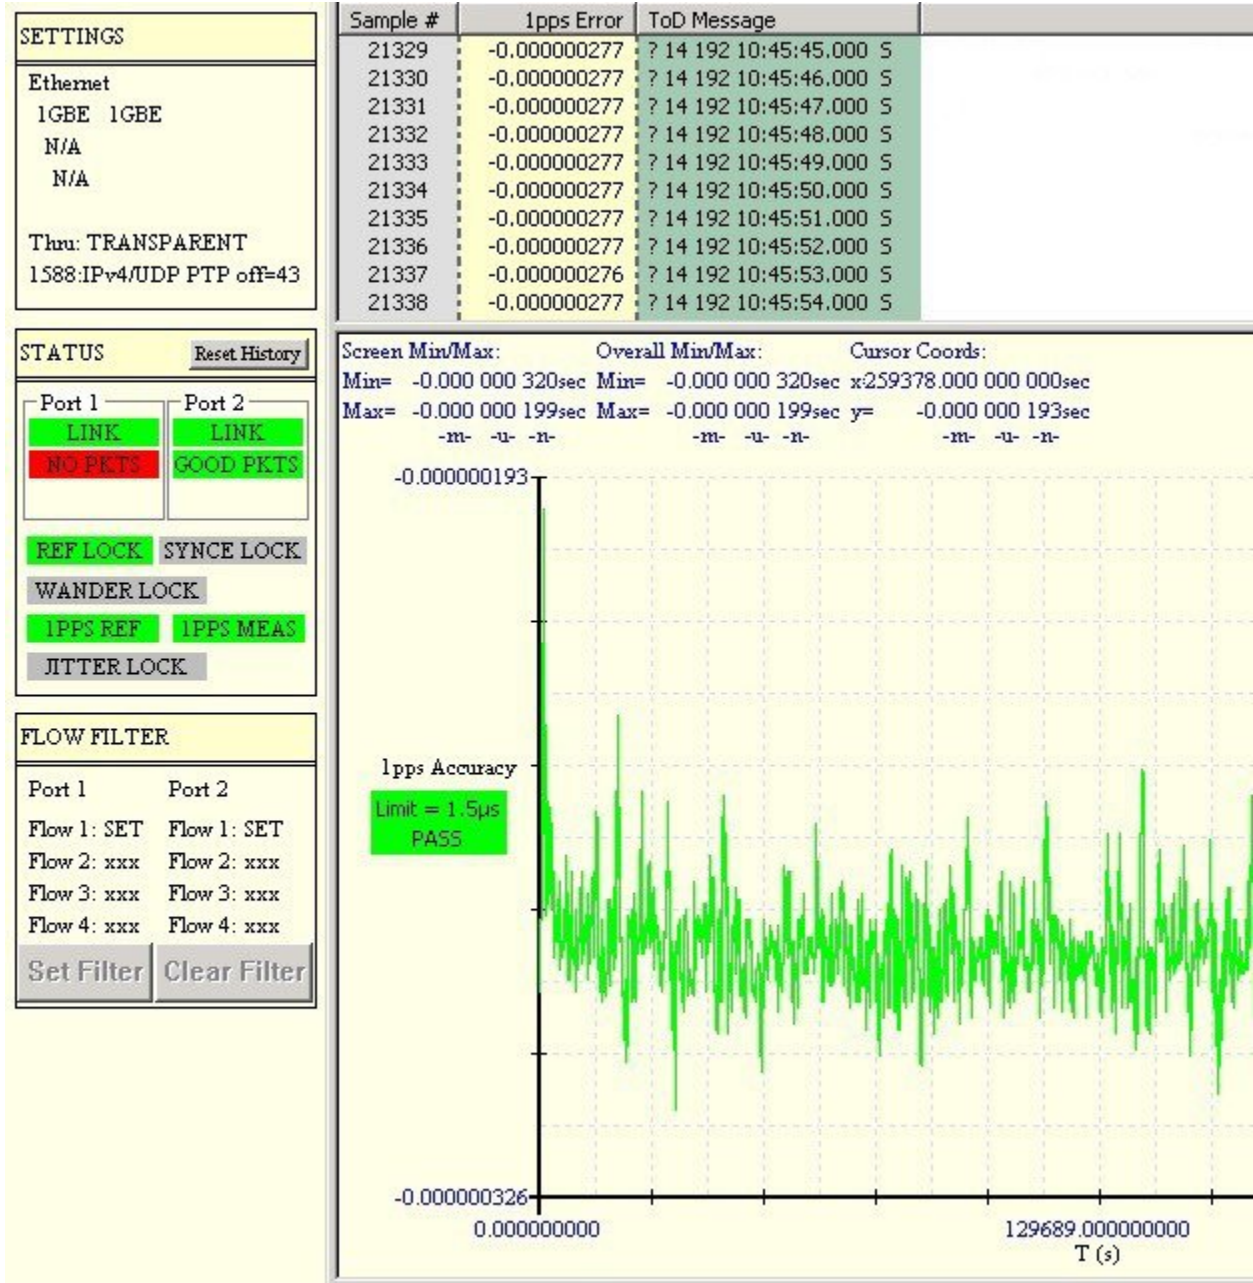 SETTINGS
Ethernet
1GBE 1GBE
N/A
N/A
Thru: TRANSPARENT
1588:IPv4/UDP PTP off=43
STATUS Reset History
Port 1 Port 2
LINK LINK
NO PKTS GOOD PKTS
REF LOCK SYNCE LOCK
WANDER LOCK
1PPS REF 1PPS MEAS
JITTER LOCK
FLOW FILTER
Port 1 Port 2
Flow 1: SET Flow 1: SET
Flow 2: xxx Flow 2: xxx
Flow 3: xxx Flow 3: xxx
Flow 4: xxx Flow 4: xxx
Set Filter Clear Filter
Sample # 1pps Error ToD Message
21329 -0.000000277 ? 14 192 10:45:45.000 S
21330 -0.000000277 ? 14 192 10:45:46.000 S
21331 -0.000000277 ? 14 192 10:45:47.000 S
21332 -0.000000277 ? 14 192 10:45:48.000 S
21333 -0.000000277 ? 14 192 10:45:49.000 S
21334 -0.000000277 ? 14 192 10:45:50.000 S
21335 -0.000000277 ? 14 192 10:45:51.000 S
21336 -0.000000277 ? 14 192 10:45:52.000 S
21337 -0.000000276 ? 14 192 10:45:53.000 S
21338 -0.000000277 ? 14 192 10:45:54.000 S
Screen Min/Max: Overall Min/Max: Cursor Coords:
Min= -0.000 000 320sec Min= -0.000 000 320sec x259378.000 000 000sec
Max= -0.000 000 199sec Max= -0.000 000 199sec y= -0.000 000 193sec
-m- -u- -n- -m- -u- -n- -m- -u- -n-
-0.000000193
1pps Accuracy
Limit = 1.5µs
PASS
-0.000000326
0.000000000 129689.000000000
T (s)